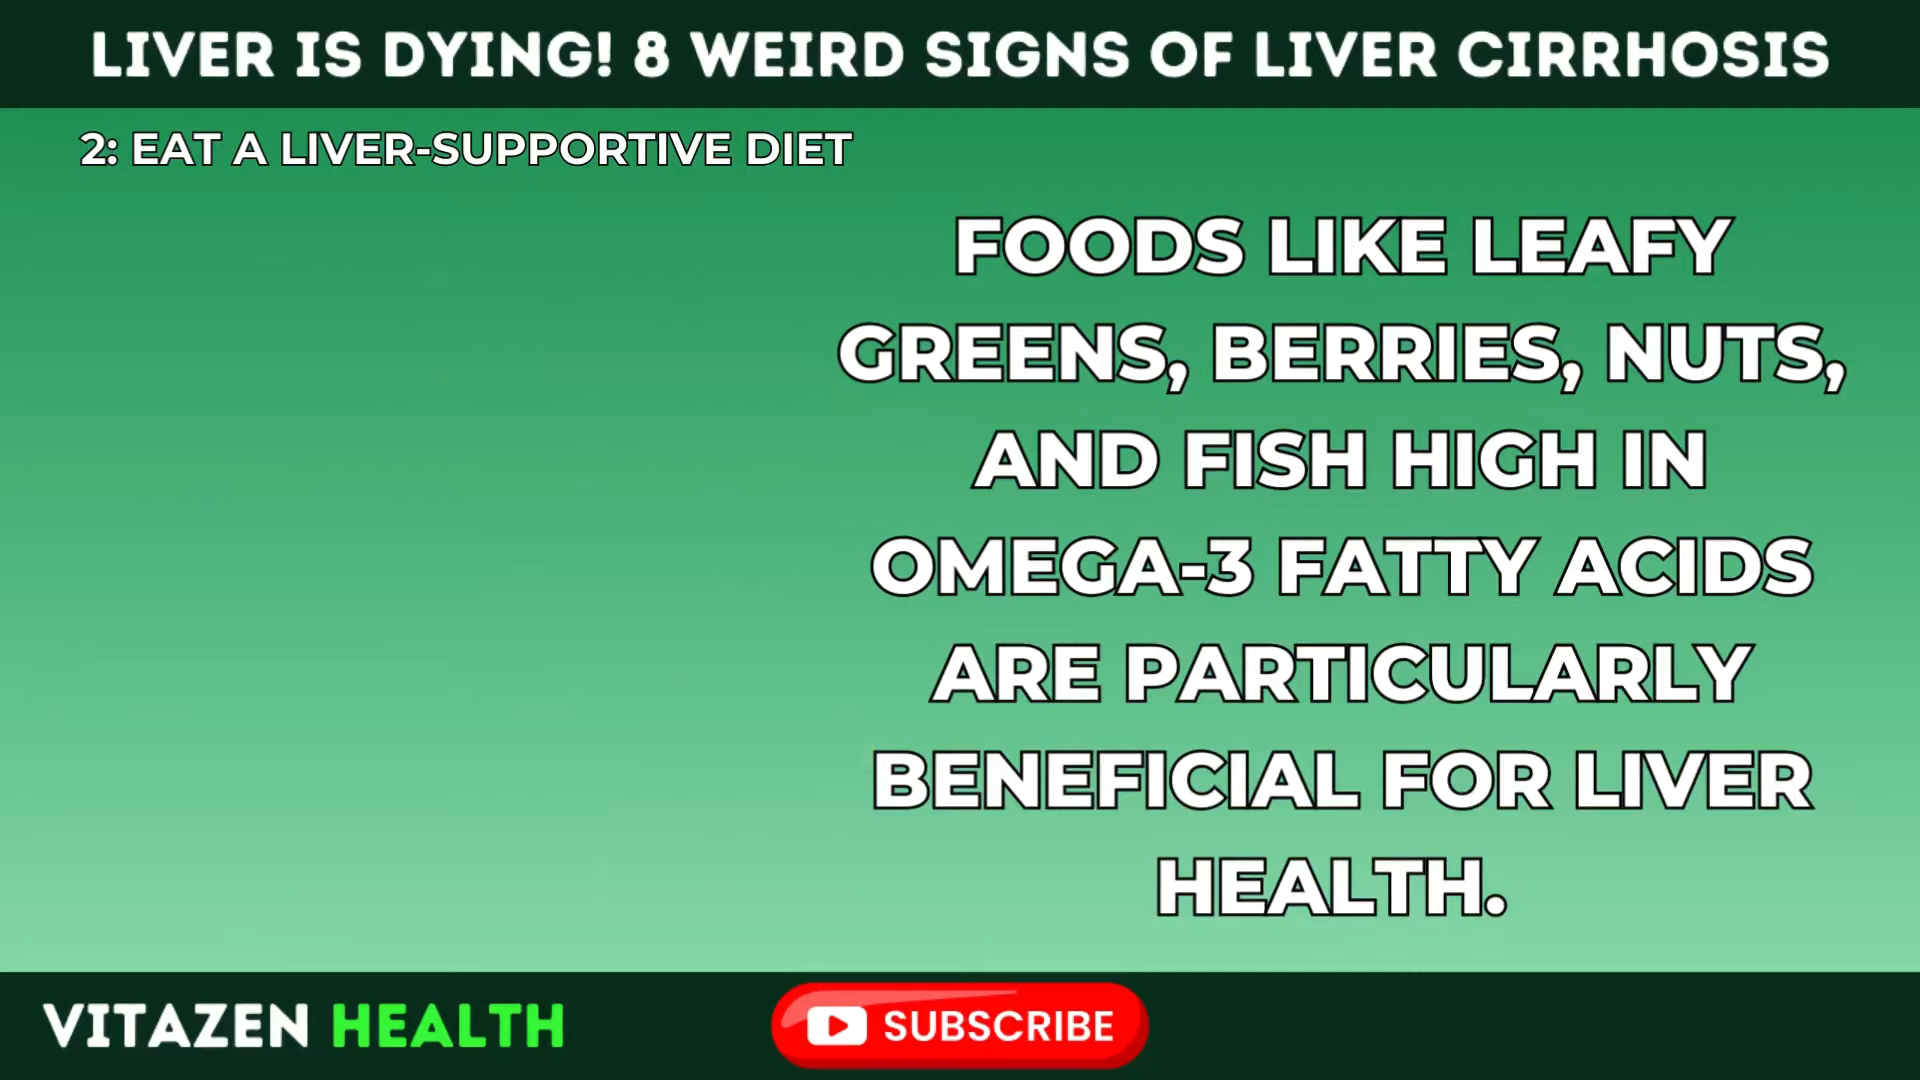 LIVER IS DYING! 8 WEIRD SIGNS OF LIVER CIRRHOSIS
2: EAT A LIVER-SUPPORTIVE DIET
FOODS LIKE LEAFY
GREENS, BERRIES, NUTS,
AND FISH HIGH IN
OMEGA-3 FATTY ACIDS
ARE PARTICULARLY
BENEFICIAL FOR LIVER
HEALTH.
VITAZEN HEALTH
SUBSCRIBE